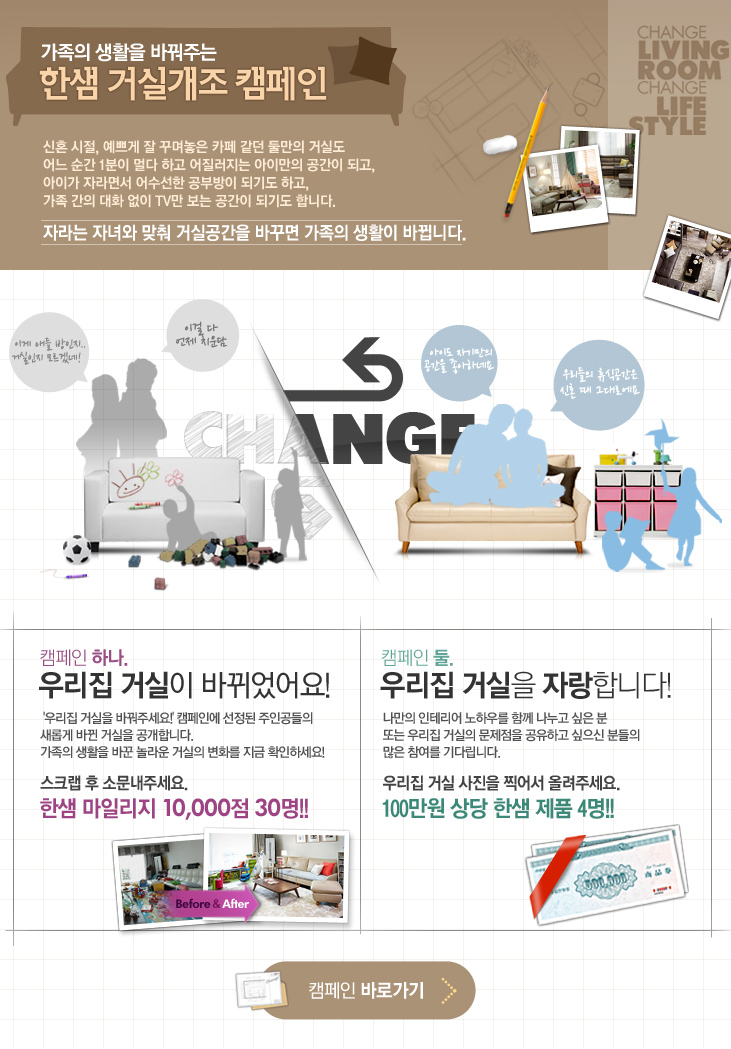 가족의 생활을 바꿔주는
한샘 거실개조 캠페인
CHANGE
LIVING
ROOM
CHANGE
LIFE
STYLE
신혼 시절, 예쁘게 잘 꾸며놓은 카페 같던 둘만의 거실도
어느 순간 1분이 멀다 하고 어질러지는 아이만의 공간이 되고,
아이가 자라면서 어수선한 공부방이 되기도 하고,
가족 간의 대화 없이 TV만 보는 공간이 되기도 합니다.
자라는 자녀와 맞춰 거실공간을 바꾸면 가족의 생활이 바뀝니다.
이게 애들 방인지..
거실인지 모르겠네!
이걸 다
언제 치운담
아이도 자기만의
공간을 좋아하네요
우리들의 휴식공간은
신혼 때 그대로예요
CHANGE
캠페인 하나.
우리집 거실이 바뀌었어요!
'우리집 거실을 바꿔주세요!' 캠페인에 선정된 주인공들의
새롭게 바뀐 거실을 공개합니다.
가족의 생활을 바꾼 놀라운 거실의 변화를 지금 확인하세요!
스크랩 후 소문내주세요.
한샘 마일리지 10,000점 30명!!
Before & After
캠페인 둘.
우리집 거실을 자랑합니다!
나만의 인테리어 노하우를 함께 나누고 싶은 분
또는 우리집 거실의 문제점을 공유하고 싶으신 분들의
많은 참여를 기다립니다.
우리집 거실 사진을 찍어서 올려주세요.
100만원 상당 한샘 제품 4명!!
캠페인 바로가기